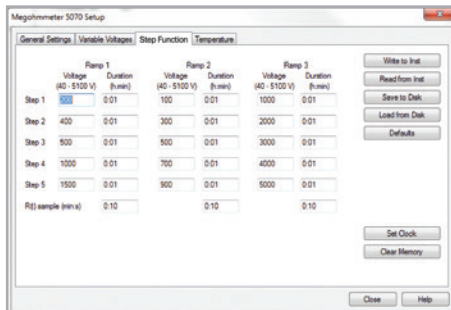 Megohmmeter 5070 Setup
General Settings Variable Voltages Step Function Temperature
Ramp 1 Ramp 2 Ramp 3
Voltage Duration Voltage Duration Voltage Duration
(40 - 5100 V) (h:min) (40 - 5100 V) (h:min) (40 - 5100 V) (h:min)
Step 1 200 0:01 100 0:01 1000 0:01
Step 2 400 0:01 300 0:01 2000 0:01
Step 3 500 0:01 500 0:01 3000 0:01
Step 4 1000 0:01 700 0:01 4000 0:01
Step 5 1500 0:01 900 0:01 5000 0:01
R(t) sample (min:s) 0:10 0:10 0:10
Write to Inst
Read from Inst
Save to Disk
Load from Disk
Defaults
Set Clock
Clear Memory
Close Help